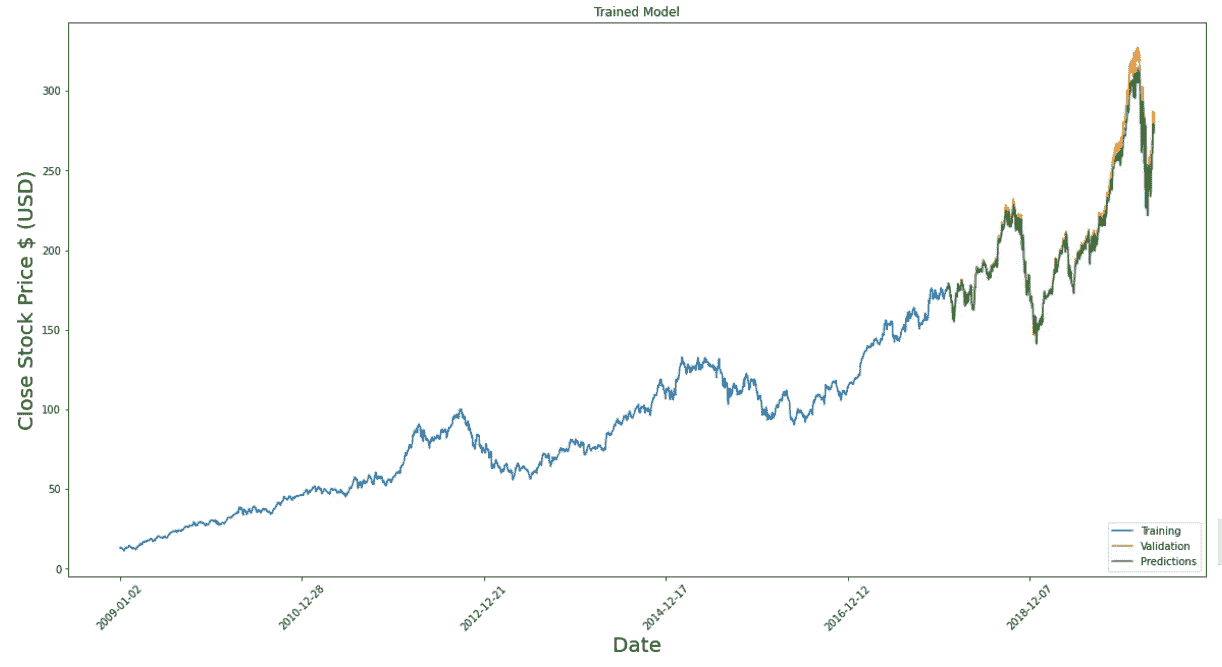 Trained Model
Close Stock Price $ (USD)
300
250
200
150
100
50
0
2009-01-02
2010-12-28
2012-12-21
2014-12-17
2016-12-12
2018-12-07
Date
Training
Validation
Predictions